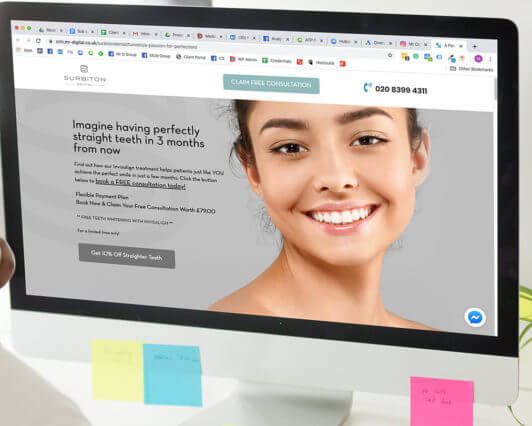 CLAIM FREE CONSULTATION
SURBITON
DENTAL
020 8399 4311
Imagine having perfectly
straight teeth in 3 months
from now
Find out how our Invisalign treatment helps patients just like YOU
achieve the perfect smile in just a few months. Click the button
below to book a FREE consultation today!
Flexible Payment Plan
Book Now & Claim Your Free Consultation Worth £79.00
** FREE TEETH WHITENING WITH INVISALIGN **
For a limited time only!
Get 10% Off Straighter Teeth
Other Bookmarks